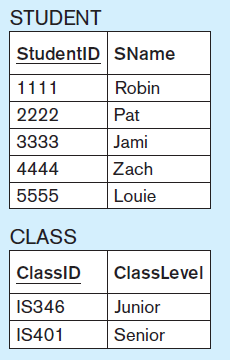 STUDENT
StudentID SName
1111 Robin
2222 Pat
3333 Jami
4444 Zach
5555 Louie
CLASS
ClassID ClassLevel
IS346 Junior
IS401 Senior